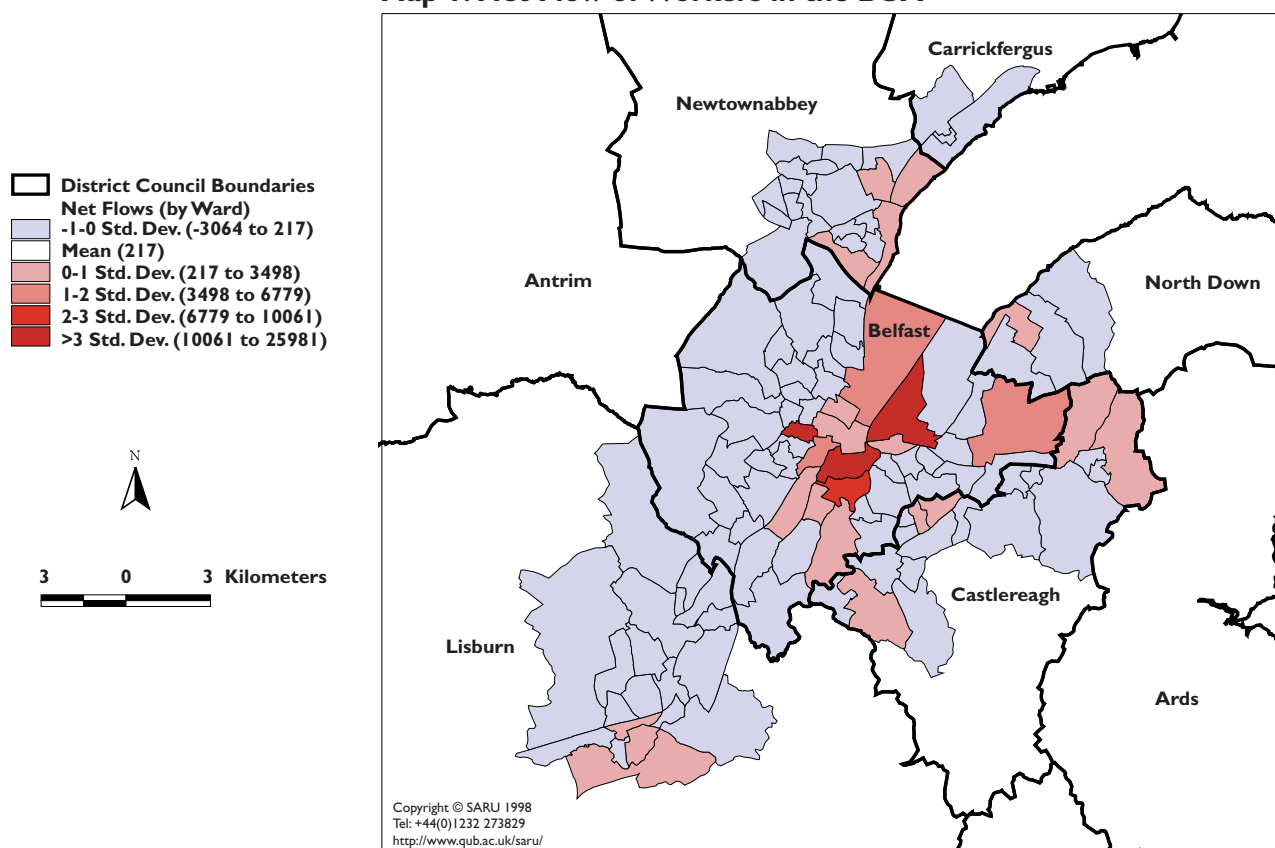 Carrickfergus
Newtownabbey
District Council Boundaries
Net Flows (by Ward)
-1-0 Std. Dev. (-3064 to 217)
Mean (217)
0-1 Std. Dev. (217 to 3498)
1-2 Std. Dev. (3498 to 6779)
2-3 Std. Dev. (6779 to 10061)
>3 Std. Dev. (10061 to 25981)
Antrim
North Down
Belfast
N
3 0 3 Kilometers
Castlereagh
Lisburn
Ards
Copyright © SARU 1998
Tel: +44(0)1232 273829
http://www.qub.ac.uk/saru/